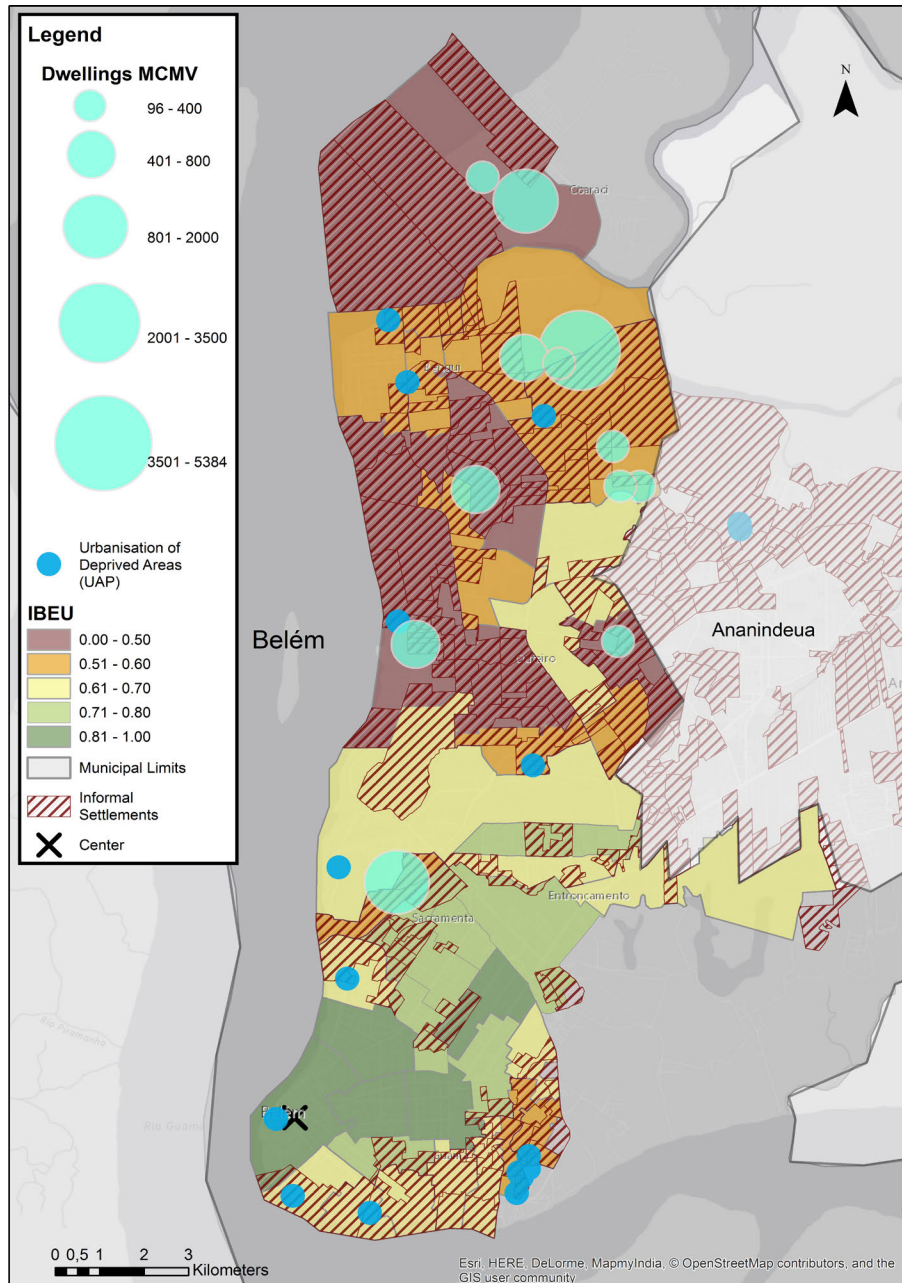 Legend
Dwellings MCMV
96 - 400
401 - 800
801 - 2000
2001 - 3500
3501 - 5384
Urbanisation of
Deprived Areas
(UAP)
IBEU
0.00 - 0.50
0.51 - 0.60
0.61 - 0.70
0.71 - 0.80
0.81 - 1.00
Municipal Limits
Informal
Settlements
Center
N
Coaraci
Belém
Ananindeua
Entroncamento
Sacramenta
Rio Guamá
Belém
0 0,5 1 2 3
Kilometers
Esri, HERE, DeLorme, MapmyIndia, © OpenStreetMap contributors, and the
GIS user community